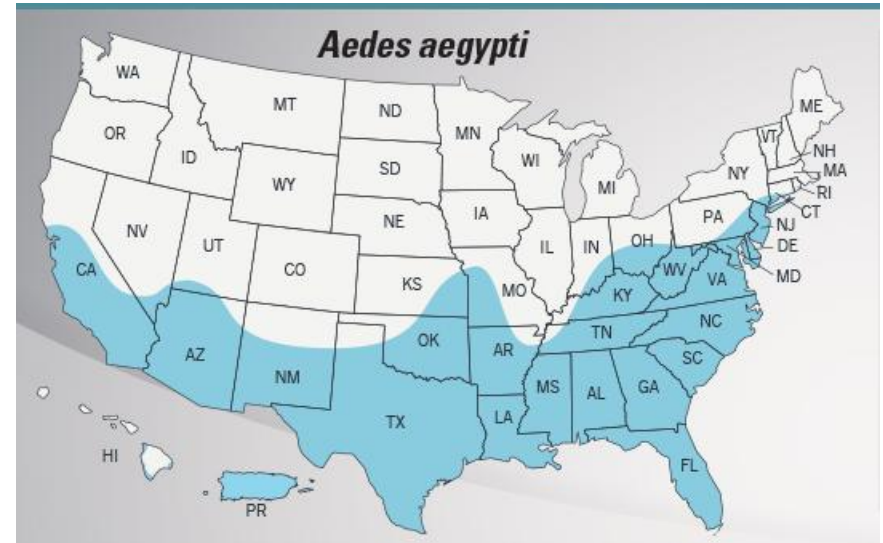 Aedes aegypti
WA
MT
ND
MN
ME
VT
NH
OR
ID
SD
WI
MI
NY
MA
RI
CT
WY
NE
IA
PA
NJ
NV
UT
CO
KS
IL
IN
OH
DE
MD
CA
MO
WV
VA
KY
AZ
NM
OK
AR
TN
NC
SC
TX
LA
MS
AL
GA
FL
HI
PR